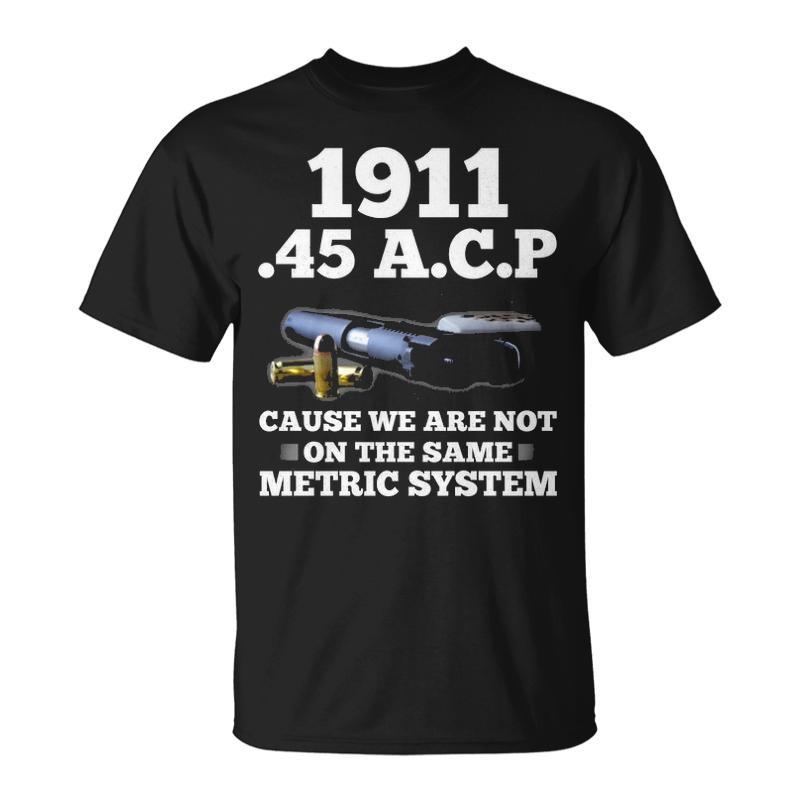 1911
.45 A.C.P
CAUSE WE ARE NOT
ON THE SAME
METRIC SYSTEM